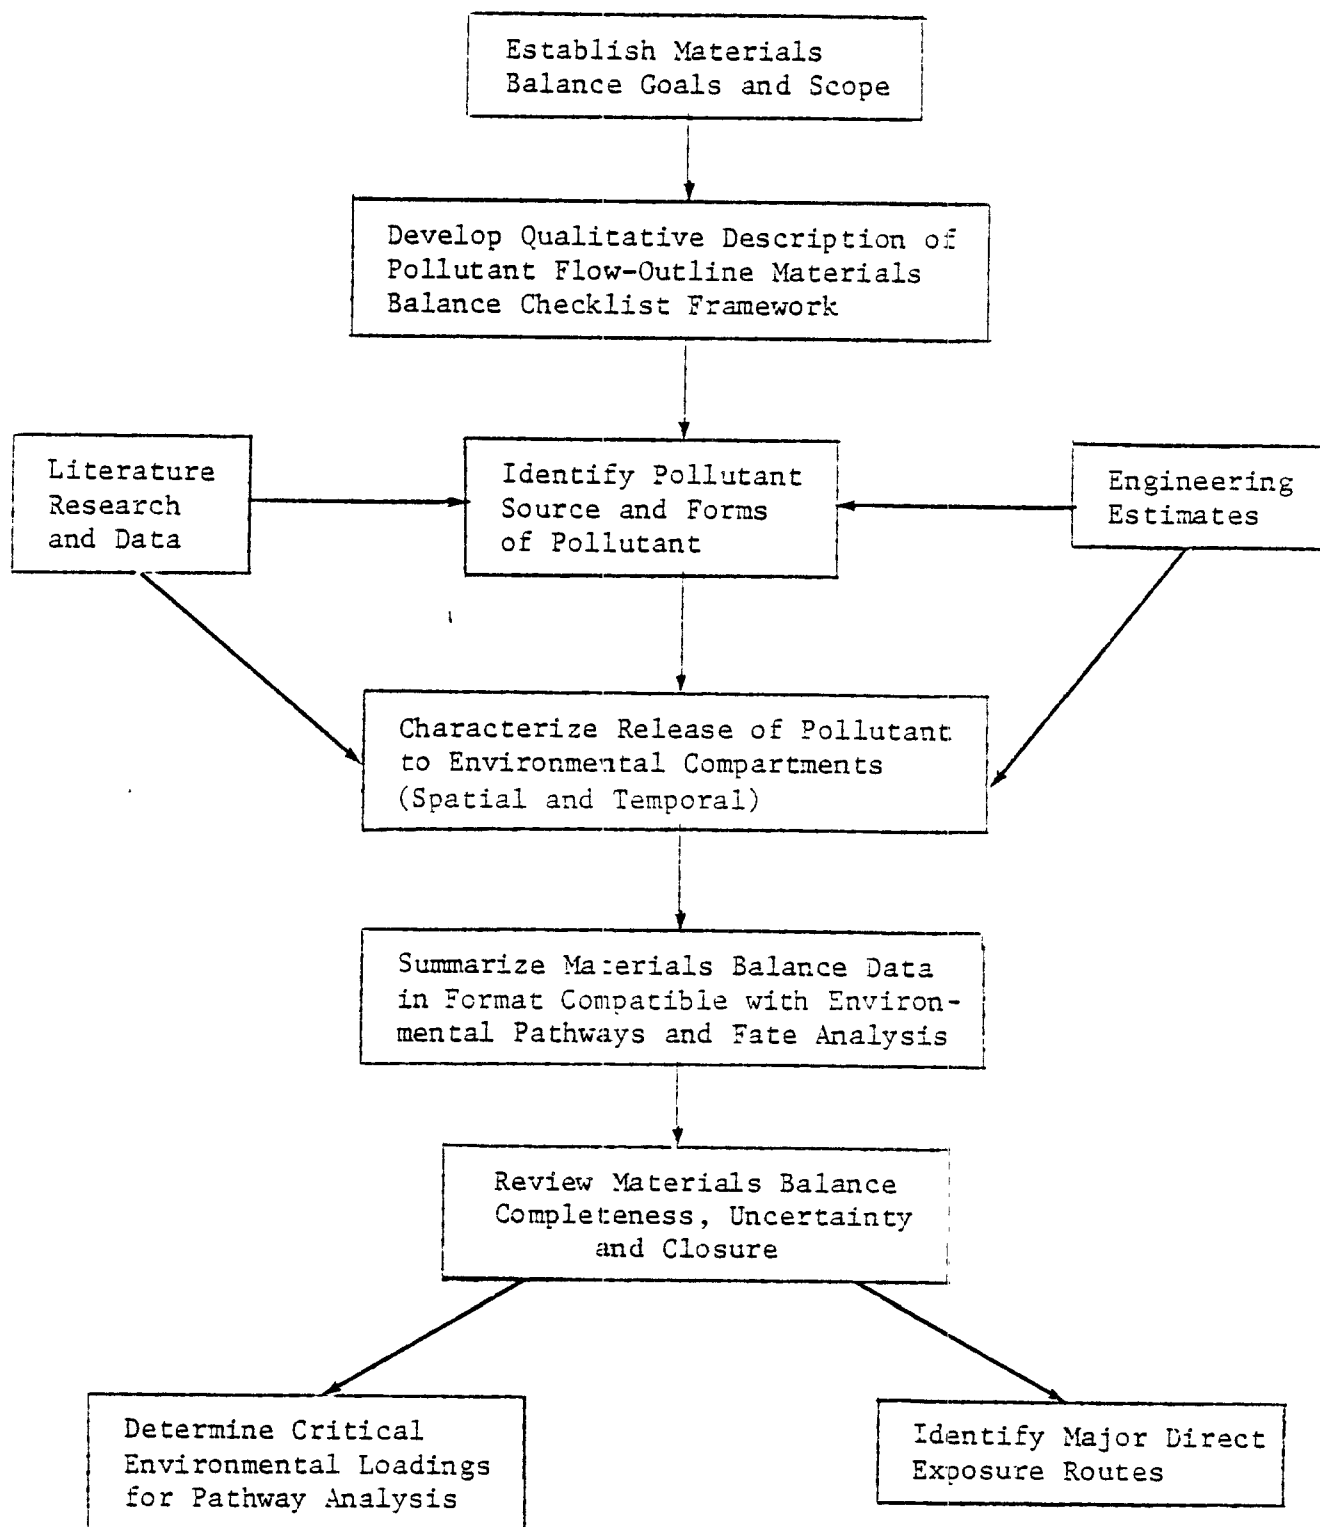 Establish Materials
Balance Goals and Scope
Develop Qualitative Description of
Pollutant Flow-Outline Materials
Balance Checklist Framework
Literature
Research
and Data
Identify Pollutant
Source and Forms
of Pollutant
Engineering
Estimates
Characterize Release of Pollutant
to Environmental Compartments
(Spatial and Temporal)
Summarize Materials Balance Data
in Format Compatible with Environ-
mental Pathways and Fate Analysis
Review Materials Balance
Completeness, Uncertainty
and Closure
Determine Critical
Environmental Loadings
for Pathway Analysis
Identify Major Direct
Exposure Routes